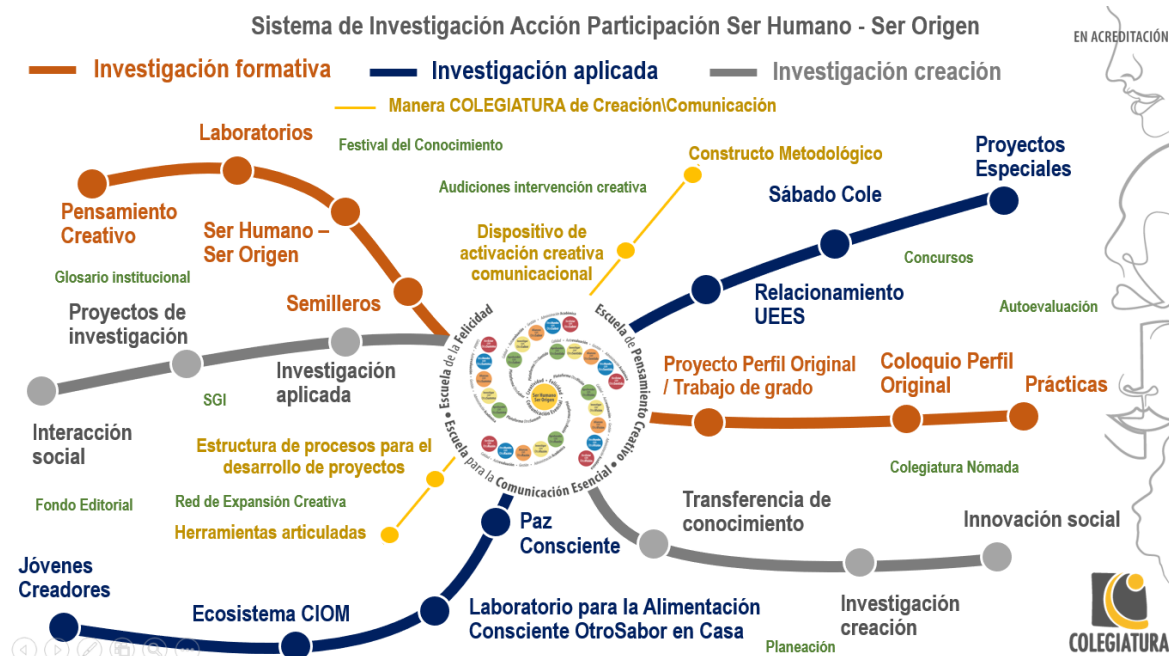 Sistema de Investigación Acción Participación Ser Humano - Ser Origen
EN ACREDITACIÓN
Investigación formativa
Investigación aplicada
Investigación creación
Manera COLEGIATURA de Creación\Comunicación
Laboratorios
Festival del Conocimiento
Constructo Metodológico
Proyectos
Especiales
Audiciones intervención creativa
Sábado Cole
Pensamiento
Creativo
Ser Humano –
Ser Origen
Dispositivo de
activación creativa
comunicacional
Concursos
Glosario institucional
Semilleros
Relacionamiento
UEES
Autoevaluación
Proyectos de
investigación
Investigación
aplicada
Escuela de la Felicidad
Escuela de Pensamiento Creativo
Escuela para la Comunicación Esencial
Ser Humano
Ser Origen
Proyecto Perfil Original
/ Trabajo de grado
Coloquio Perfil
Original
Prácticas
SGI
Interacción
social
Estructura de procesos para el
desarrollo de proyectos
Colegiatura Nómada
Fondo Editorial
Red de Expansión Creativa
Herramientas articuladas
Paz
Consciente
Transferencia de
conocimiento
Innovación social
Jóvenes
Creadores
Ecosistema CIOM
Laboratorio para la Alimentación
Consciente OtroSabor en Casa
Investigación
creación
Planeación
COLEGIATURA